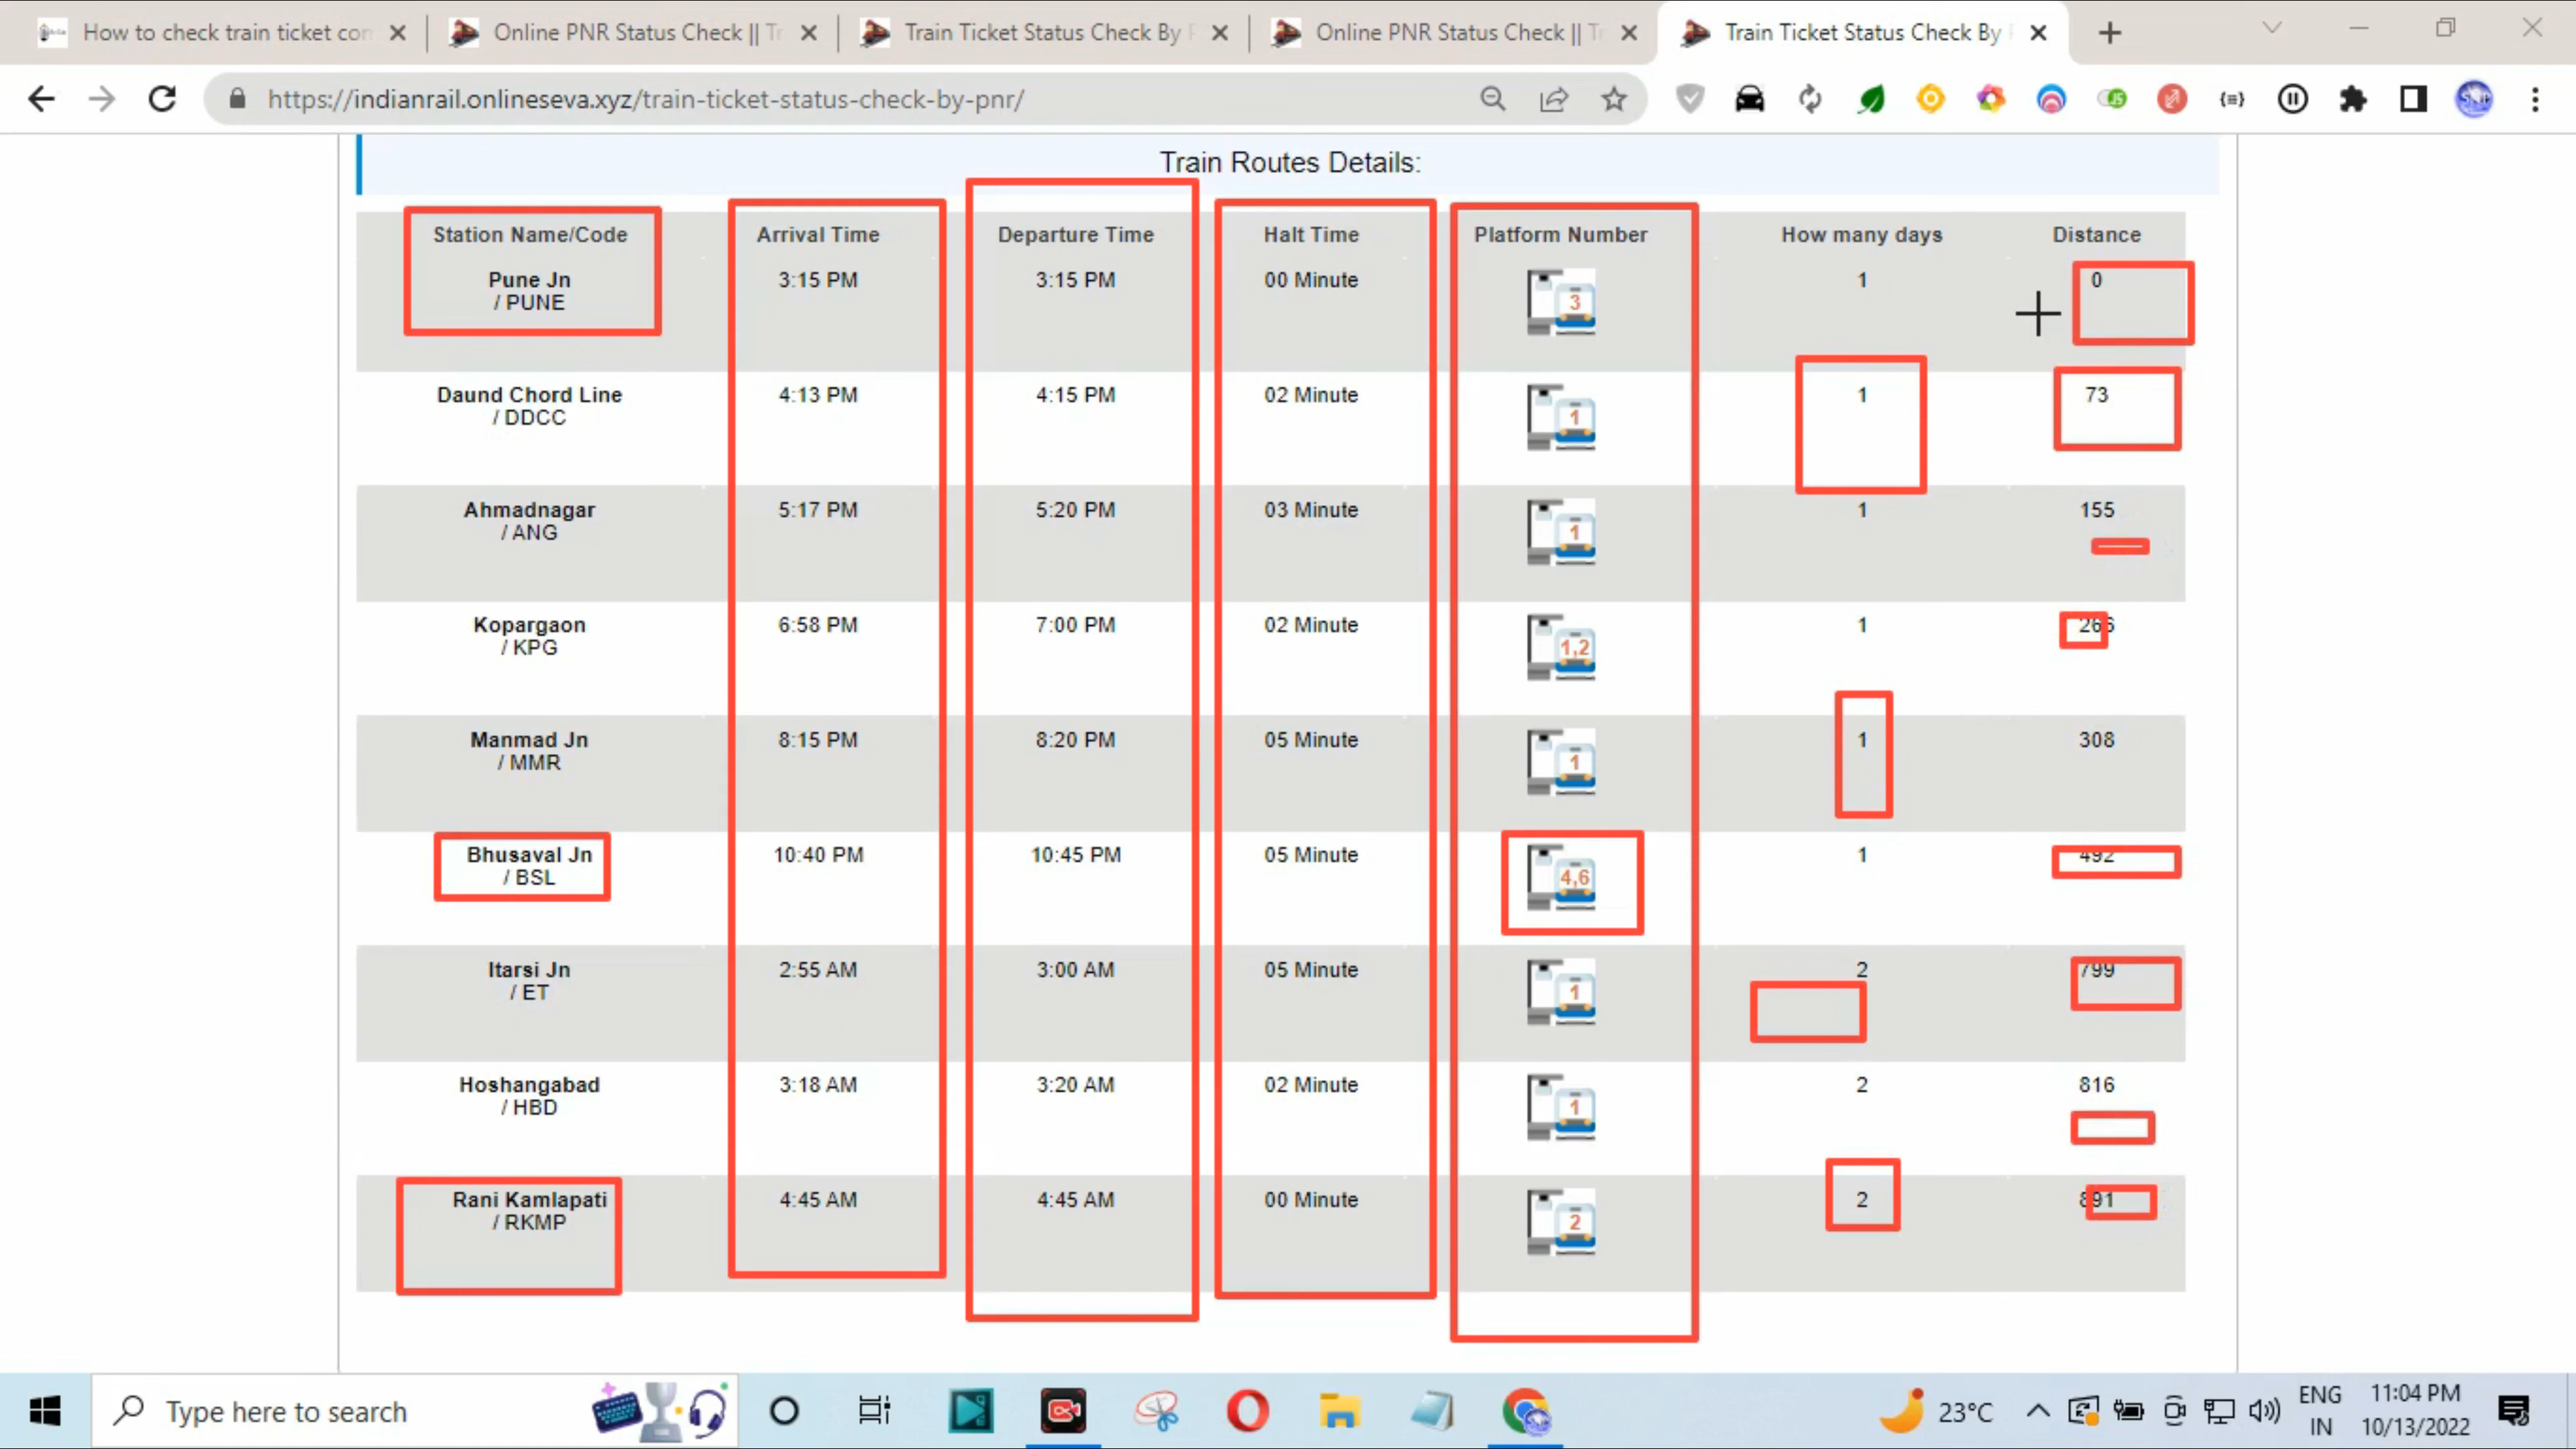 How to check train ticket con
Online PNR Status Check || Tr
Train Ticket Status Check By P
Online PNR Status Check || Tr
Train Ticket Status Check By P
https://indianrail.onlineseva.xyz/train-ticket-status-check-by-pnr/
Train Routes Details:
Station Name/Code Arrival Time Departure Time Halt Time Platform Number How many days Distance
Pune Jn 3:15 PM 3:15 PM 00 Minute 3 1 0
/ PUNE
Daund Chord Line 4:13 PM 4:15 PM 02 Minute 1 1 73
/ DDCC
Ahmadnagar 5:17 PM 5:20 PM 03 Minute 1 1 155
/ ANG
Kopargaon 6:58 PM 7:00 PM 02 Minute 1,2 1 266
/ KPG
Manmad Jn 8:15 PM 8:20 PM 05 Minute 1 1 308
/ MMR
Bhusaval Jn 10:40 PM 10:45 PM 05 Minute 4,6 1 492
/ BSL
Itarsi Jn 2:55 AM 3:00 AM 05 Minute 1 2 799
/ ET
Hoshangabad 3:18 AM 3:20 AM 02 Minute 1 2 816
/ HBD
Rani Kamlapati 4:45 AM 4:45 AM 00 Minute 2 2 891
/ RKMP
Type here to search
23°C
ENG
IN
11:04 PM
10/13/2022